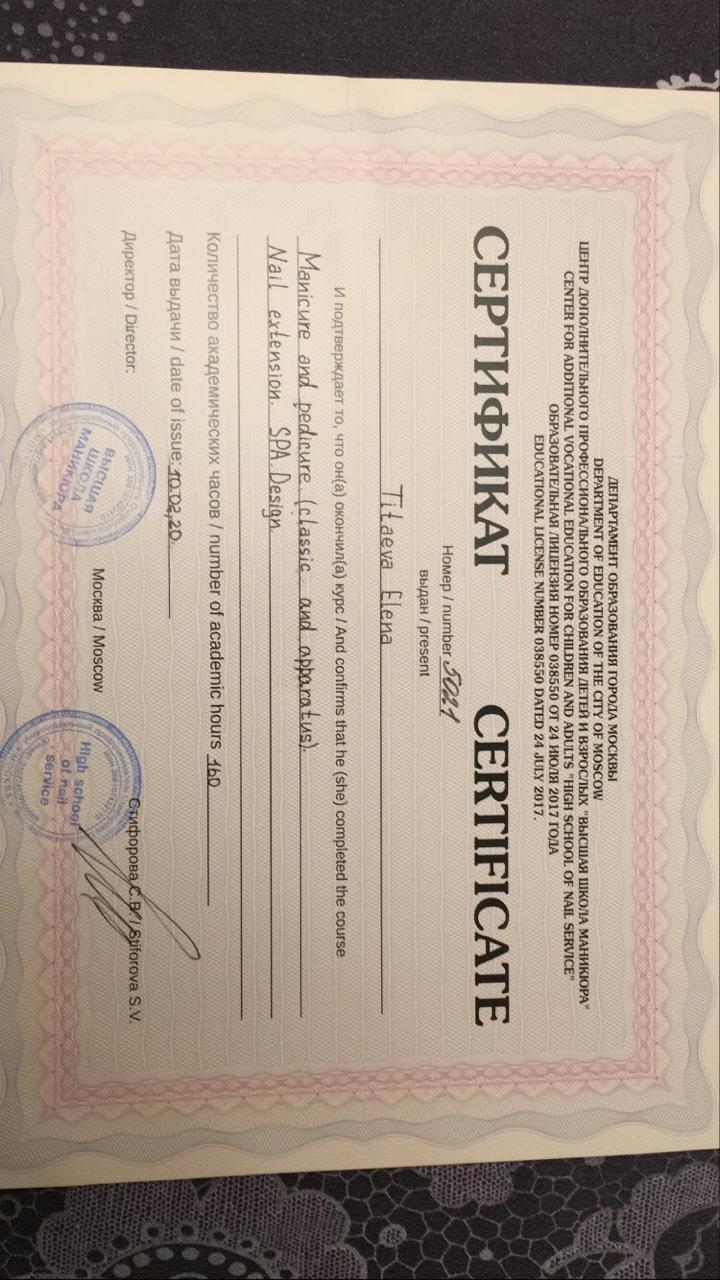 ДЕПАРТАМЕНТ ОБРАЗОВАНИЯ ГОРОДА МОСКВЫ
DEPARTMENT OF EDUCATION OF THE CITY OF MOSCOW
ЦЕНТР ДОПОЛНИТЕЛЬНОГО ПРОФЕССИОНАЛЬНОГО ОБРАЗОВАНИЯ ДЕТЕЙ И ВЗРОСЛЫХ "ВЫСШАЯ ШКОЛА МАНИКЮРА"
CENTER FOR ADDITIONAL VOCATIONAL EDUCATION FOR CHILDREN AND ADULTS "HIGH SCHOOL OF NAIL SERVICE"
ОБРАЗОВАТЕЛЬНАЯ ЛИЦЕНЗИЯ НОМЕР 038550 ОТ 24 ИЮЛЯ 2017 ГОДА
EDUCATIONAL LICENSE NUMBER 038550 DATED 24 JULY 2017.
СЕРТИФИКАТ CERTIFICATE
Номер / number 5021
выдан / present
Titaeva Elena
И подтверждает то, что он(а) окончил(а) курс / And confirms that he (she) completed the course
Manicure and pedicure (classic and apparatus).
Nail extension. SPA. Design.
Количество академических часов / number of academic hours 160
Дата выдачи / date of issue: 10.02.20.
Директор / Director: Стифорова С.В. / Stiforova S.V.
ВЫСШАЯ
ШКОЛА
МАНИКЮРА
Москва / Moscow
High school
of nail
service